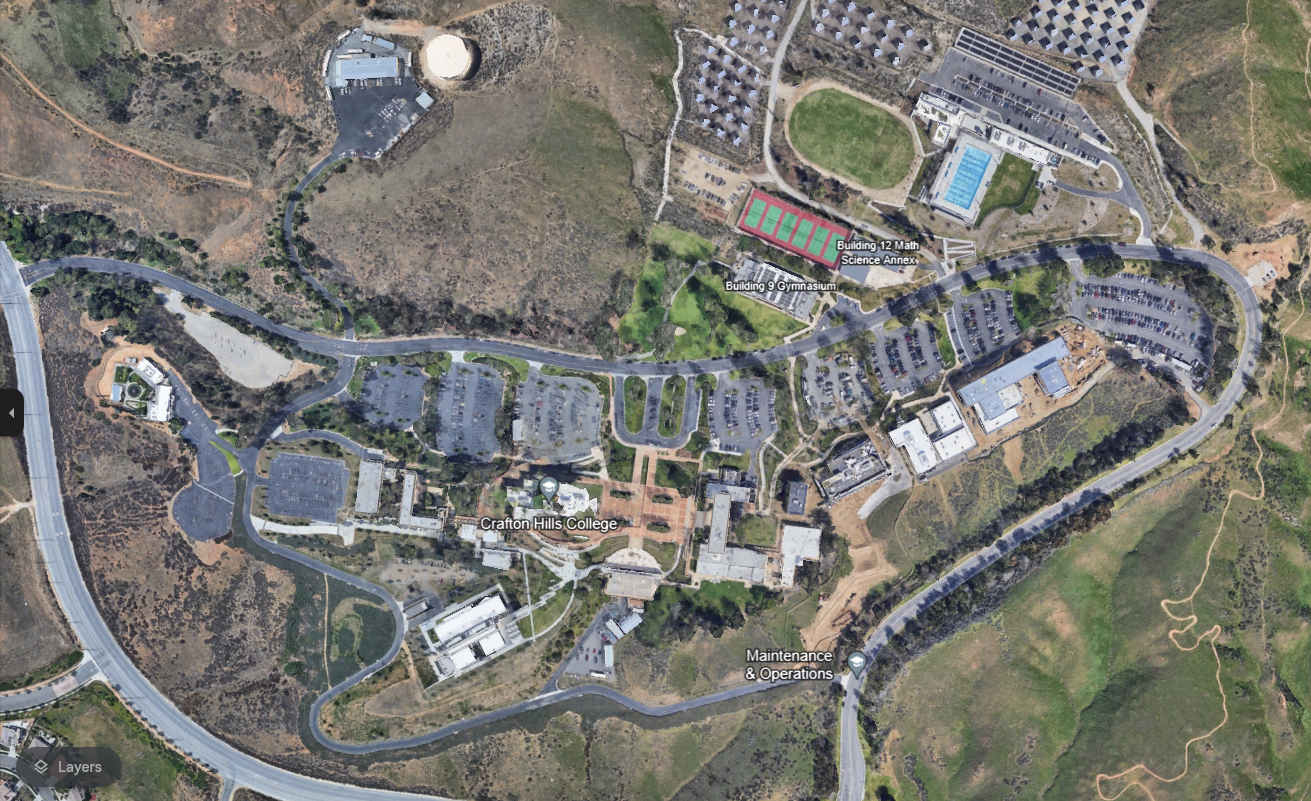 Building 12 Math
Science Annex
Building 9 Gymnasium
Crafton Hills College
Maintenance
& Operations
Layers